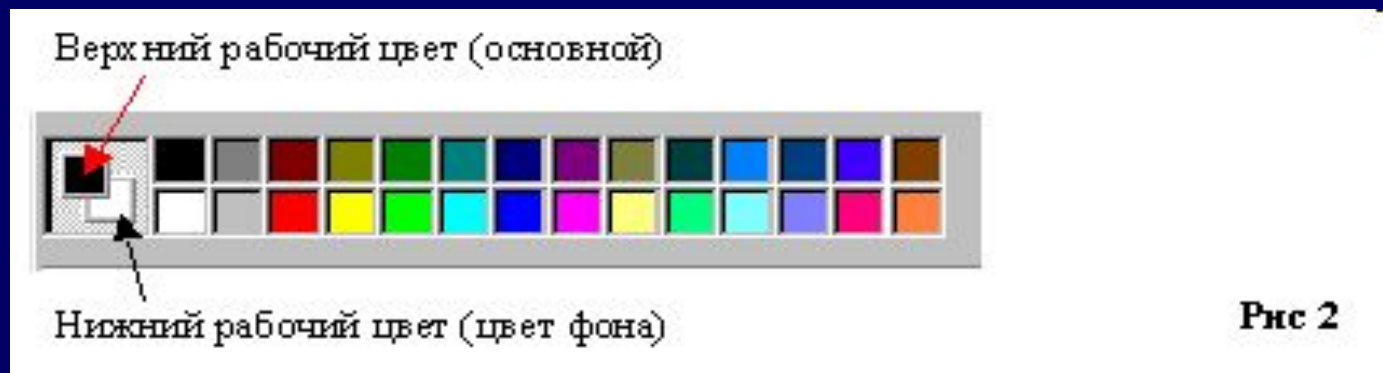 Верхний рабочий цвет (основной)
Нижний рабочий цвет (цвет фона)
Рис 2